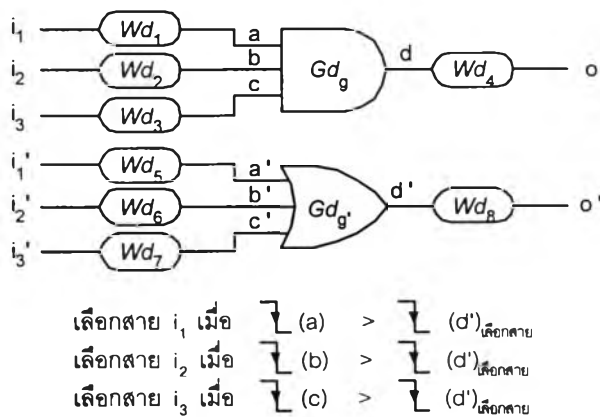 i₁ Wd₁ a
i₂ Wd₂ b Gd_g d Wd₄ o
i₃ Wd₃ c
i₁' Wd₅ a'
i₂' Wd₆ b' Gd_g' d' Wd₈ o'
i₃' Wd₇ c'
เลือกสาย i₁ เมื่อ (a) > (d')เลือกสาย
เลือกสาย i₂ เมื่อ (b) > (d')เลือกสาย
เลือกสาย i₃ เมื่อ (c) > (d')เลือกสาย